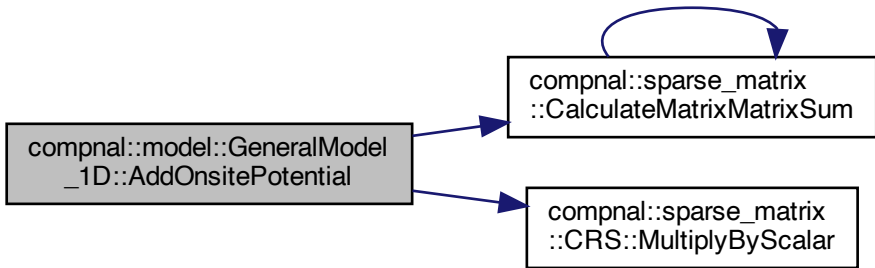 compnal::sparse_matrix
::CalculateMatrixMatrixSum
compnal::model::GeneralModel
_1D::AddOnsitePotential
compnal::sparse_matrix
::CRS::MultiplyByScalar